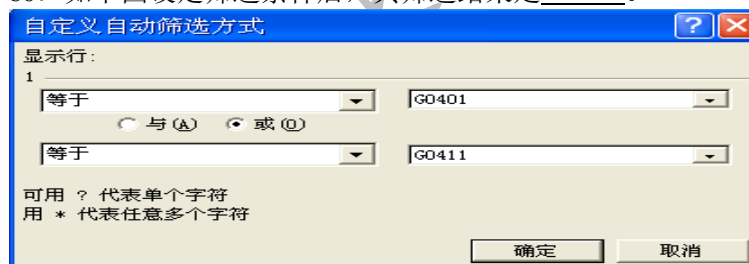 自定义自动筛选方式
显示行:
1
等于 G0401
与(A) 或(O)
等于 G0411
可用 ? 代表单个字符
用 * 代表任意多个字符
确定 取消